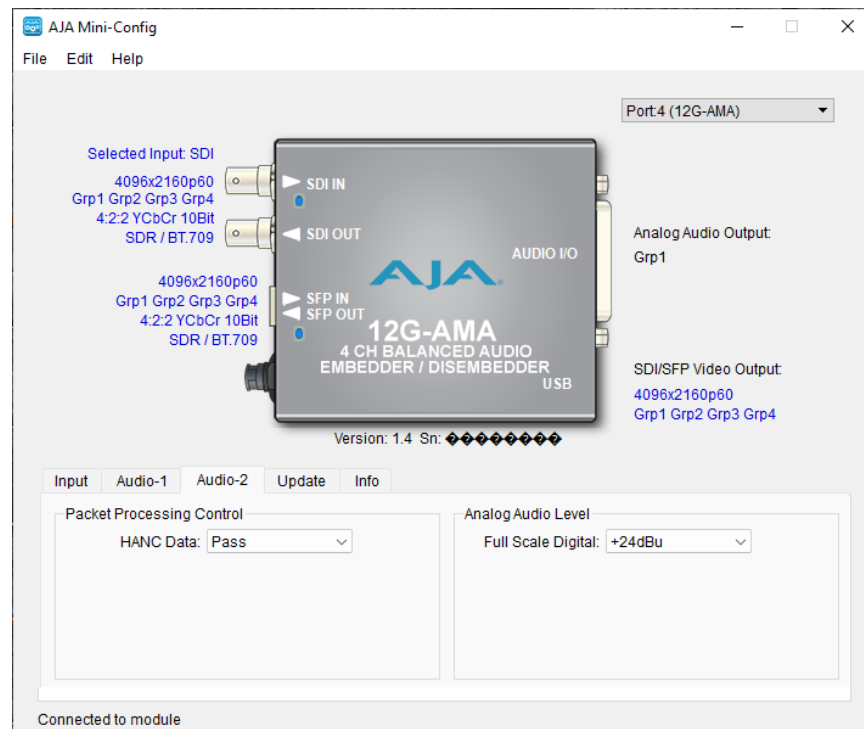 AJA Mini-Config
File Edit Help
Port:4 (12G-AMA)
Selected Input: SDI
4096x2160p60
Grp1 Grp2 Grp3 Grp4
4:2:2 YCbCr 10Bit
SDR / BT.709
4096x2160p60
Grp1 Grp2 Grp3 Grp4
4:2:2 YCbCr 10Bit
SDR / BT.709
SDI IN
SDI OUT
AUDIO I/O
AJA
SFP IN
SFP OUT
12G-AMA
4 CH BALANCED AUDIO
EMBEDDER / DISEMBEDDER
USB
Analog Audio Output:
Grp1
SDI/SFP Video Output:
4096x2160p60
Grp1 Grp2 Grp3 Grp4
Version: 1.4 Sn: ���������
Input Audio-1 Audio-2 Update Info
Packet Processing Control
HANC Data: Pass
Analog Audio Level
Full Scale Digital: +24dBu
Connected to module